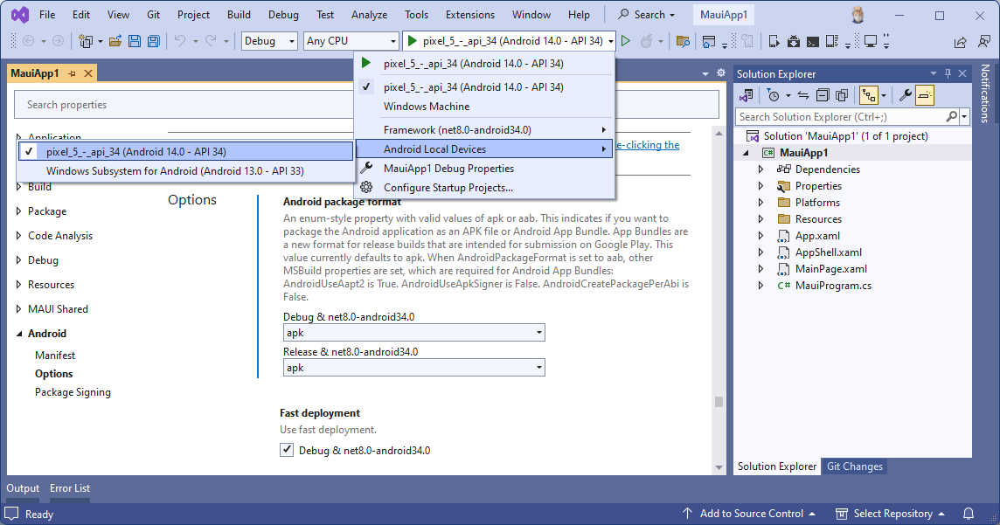 File Edit View Git Project Build Debug Test Analyze Tools Extensions Window Help Search MauiApp1
Debug Any CPU pixel_5_-_api_34 (Android 14.0 - API 34)
MauiApp1
pixel_5_-_api_34 (Android 14.0 - API 34)
pixel_5_-_api_34 (Android 14.0 - API 34)
Windows Machine
Framework (net8.0-android34.0)
Android Local Devices
MauiApp1 Debug Properties
Configure Startup Projects...
pixel_5_-_api_34 (Android 14.0 - API 34)
Windows Subsystem for Android (Android 13.0 - API 33)
Search properties
Application
Build
Package
Code Analysis
Debug
Resources
MAUI Shared
Android
Manifest
Options
Package Signing
e-clicking the
Options
Android package format
An enum-style property with valid values of apk or aab. This indicates if you want to
package the Android application as an APK file or Android App Bundle. App Bundles are
a new format for release builds that are intended for submission on Google Play. This
value currently defaults to apk. When AndroidPackageFormat is set to aab, other
MSBuild properties are set, which are required for Android App Bundles:
AndroidUseAapt2 is True. AndroidUseApkSigner is False. AndroidCreatePackagePerAbi is
False.
Debug & net8.0-android34.0
apk
Release & net8.0-android34.0
apk
Fast deployment
Use fast deployment.
Debug & net8.0-android34.0
Solution Explorer
Search Solution Explorer (Ctrl+;)
Solution 'MauiApp1' (1 of 1 project)
C# MauiApp1
Dependencies
Properties
Platforms
Resources
App.xaml
AppShell.xaml
MainPage.xaml
C# MauiProgram.cs
Solution Explorer Git Changes
Notifications
Output Error List
Ready Add to Source Control Select Repository